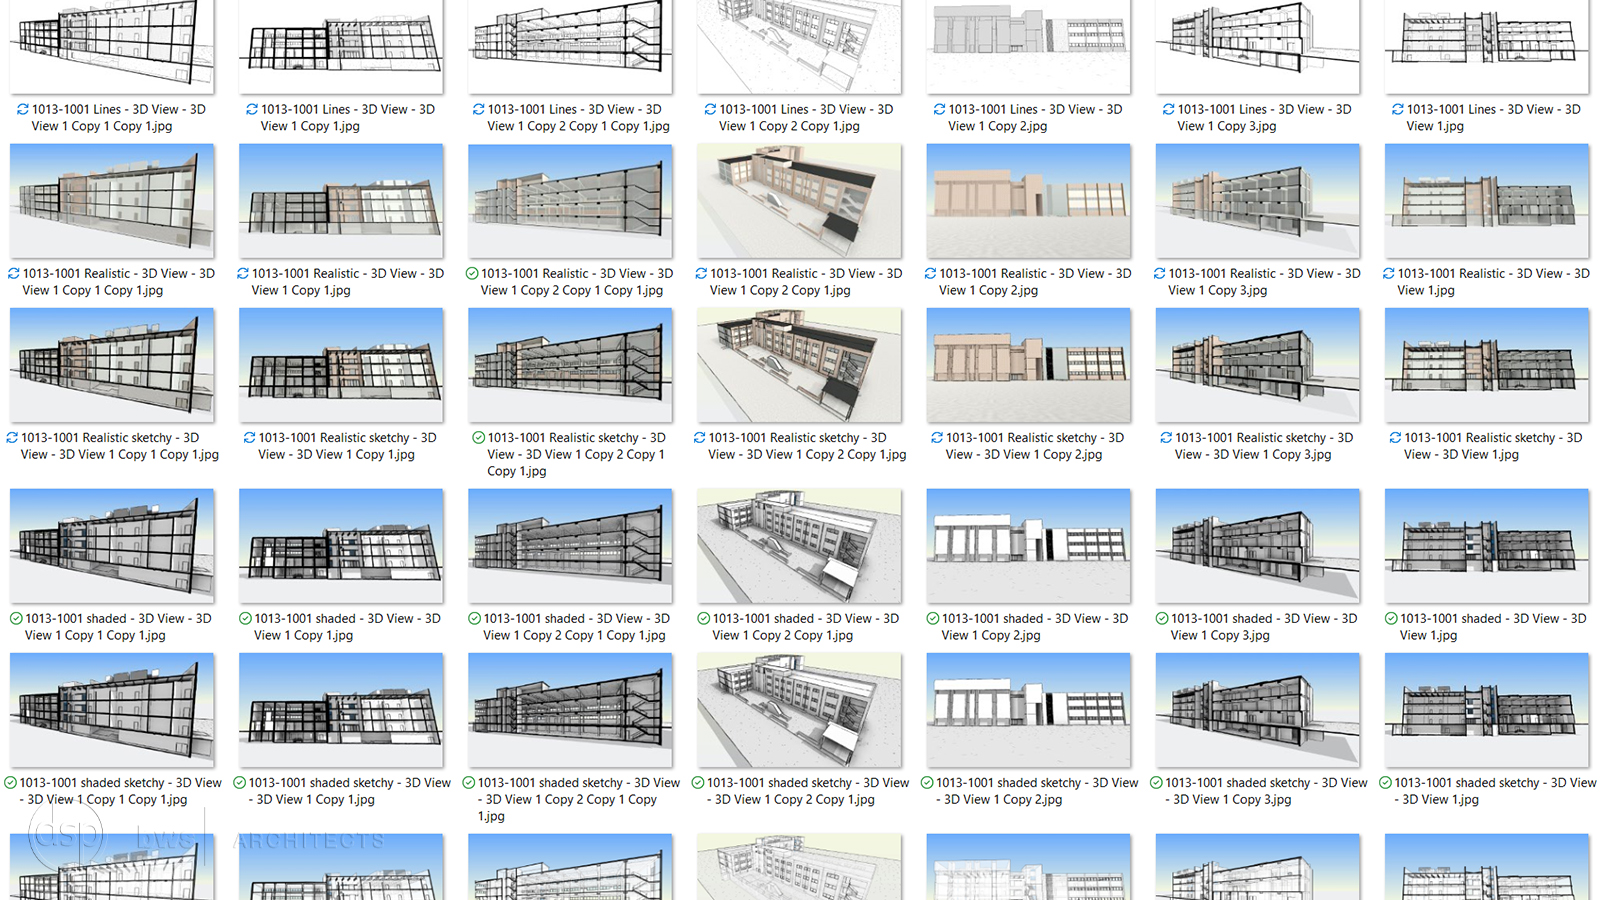 1013-1001 Lines - 3D View - 3D
View 1 Copy 1 Copy 1.jpg
1013-1001 Lines - 3D View - 3D
View 1 Copy 1.jpg
1013-1001 Lines - 3D View - 3D
View 1 Copy 2 Copy 1 Copy 1.jpg
1013-1001 Lines - 3D View - 3D
View 1 Copy 2 Copy 1.jpg
1013-1001 Lines - 3D View - 3D
View 1 Copy 2.jpg
1013-1001 Lines - 3D View - 3D
View 1 Copy 3.jpg
1013-1001 Lines - 3D View - 3D
View 1.jpg
1013-1001 Realistic - 3D View - 3D
View 1 Copy 1 Copy 1.jpg
1013-1001 Realistic - 3D View - 3D
View 1 Copy 1.jpg
1013-1001 Realistic - 3D View - 3D
View 1 Copy 2 Copy 1 Copy 1.jpg
1013-1001 Realistic - 3D View - 3D
View 1 Copy 2 Copy 1.jpg
1013-1001 Realistic - 3D View - 3D
View 1 Copy 2.jpg
1013-1001 Realistic - 3D View - 3D
View 1 Copy 3.jpg
1013-1001 Realistic - 3D View - 3D
View 1.jpg
1013-1001 Realistic sketchy - 3D
View - 3D View 1 Copy 1 Copy 1.jpg
1013-1001 Realistic sketchy - 3D
View - 3D View 1 Copy 1.jpg
1013-1001 Realistic sketchy - 3D
View - 3D View 1 Copy 2 Copy 1
Copy 1.jpg
1013-1001 Realistic sketchy - 3D
View - 3D View 1 Copy 2 Copy 1.jpg
1013-1001 Realistic sketchy - 3D
View - 3D View 1 Copy 2.jpg
1013-1001 Realistic sketchy - 3D
View - 3D View 1 Copy 3.jpg
1013-1001 Realistic sketchy - 3D
View - 3D View 1.jpg
1013-1001 shaded - 3D View - 3D
View 1 Copy 1 Copy 1.jpg
1013-1001 shaded - 3D View - 3D
View 1 Copy 1.jpg
1013-1001 shaded - 3D View - 3D
View 1 Copy 2 Copy 1 Copy 1.jpg
1013-1001 shaded - 3D View - 3D
View 1 Copy 2 Copy 1.jpg
1013-1001 shaded - 3D View - 3D
View 1 Copy 2.jpg
1013-1001 shaded - 3D View - 3D
View 1 Copy 3.jpg
1013-1001 shaded - 3D View - 3D
View 1.jpg
1013-1001 shaded sketchy - 3D View
- 3D View 1 Copy 1 Copy 1.jpg
1013-1001 shaded sketchy - 3D View
- 3D View 1 Copy 1.jpg
1013-1001 shaded sketchy - 3D View
- 3D View 1 Copy 2 Copy 1 Copy
1.jpg
1013-1001 shaded sketchy - 3D View
- 3D View 1 Copy 2 Copy 1.jpg
1013-1001 shaded sketchy - 3D View
- 3D View 1 Copy 2.jpg
1013-1001 shaded sketchy - 3D View
- 3D View 1 Copy 3.jpg
1013-1001 shaded sketchy - 3D View
- 3D View 1.jpg
dsp bws ARCHITECTS